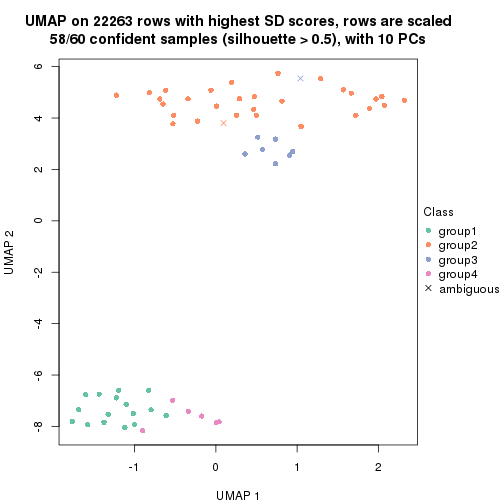 UMAP on 22263 rows with highest SD scores, rows are scaled
58/60 confident samples (silhouette > 0.5), with 10 PCs
6
4
2
0
-2
-4
-6
-8
UMAP 2
-1
0
1
2
UMAP 1
Class
group1
group2
group3
group4
ambiguous